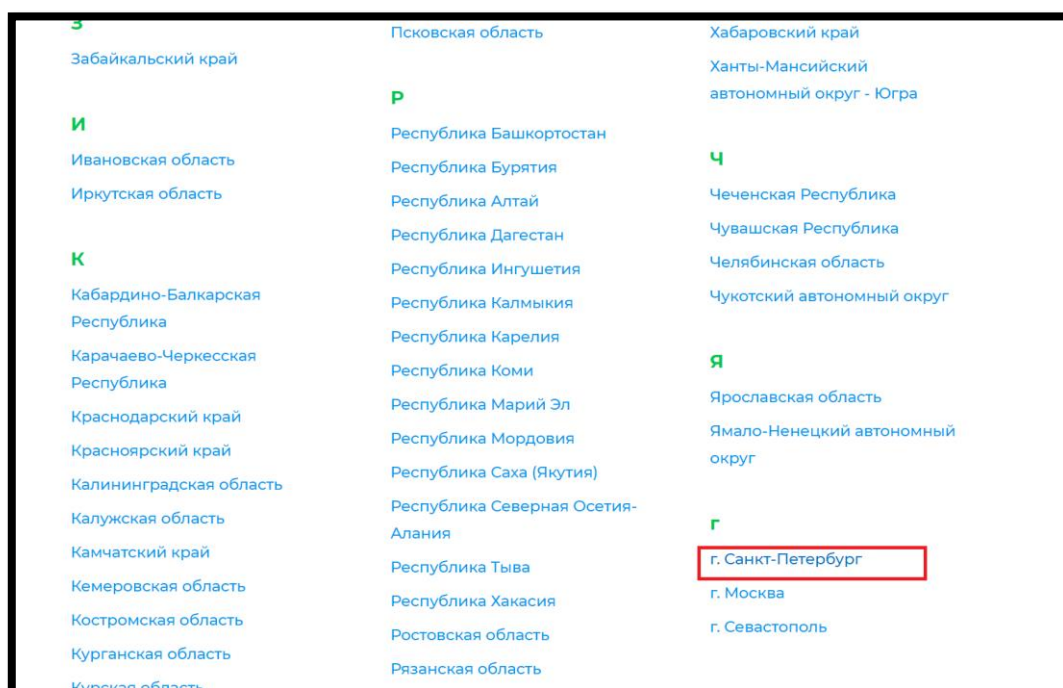 З
Забайкальский край
И
Ивановская область
Иркутская область
К
Кабардино-Балкарская
Республика
Карачаево-Черкесская
Республика
Краснодарский край
Красноярский край
Калининградская область
Калужская область
Камчатский край
Кемеровская область
Костромская область
Курганская область
Курская область
Псковская область
Р
Республика Башкортостан
Республика Бурятия
Республика Алтай
Республика Дагестан
Республика Ингушетия
Республика Калмыкия
Республика Карелия
Республика Коми
Республика Марий Эл
Республика Мордовия
Республика Саха (Якутия)
Республика Северная Осетия-
Алания
Республика Тыва
Республика Хакасия
Ростовская область
Рязанская область
Хабаровский край
Ханты-Мансийский
автономный округ - Югра
Ч
Чеченская Республика
Чувашская Республика
Челябинская область
Чукотский автономный округ
Я
Ярославская область
Ямало-Ненецкий автономный
округ
г
г. Санкт-Петербург
г. Москва
г. Севастополь